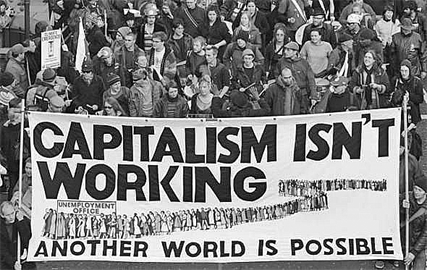 CAPITALISM ISN'T
WORKING
UNEMPLOYMENT
OFFICE
ANOTHER WORLD IS POSSIBLE